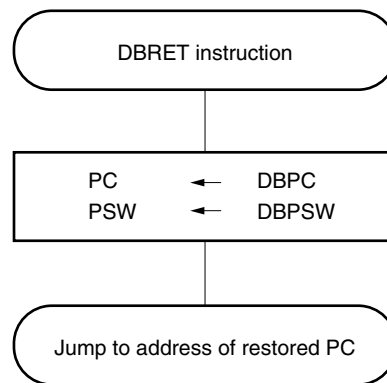 DBRET instruction
PC ← DBPC
PSW ← DBPSW
Jump to address of restored PC